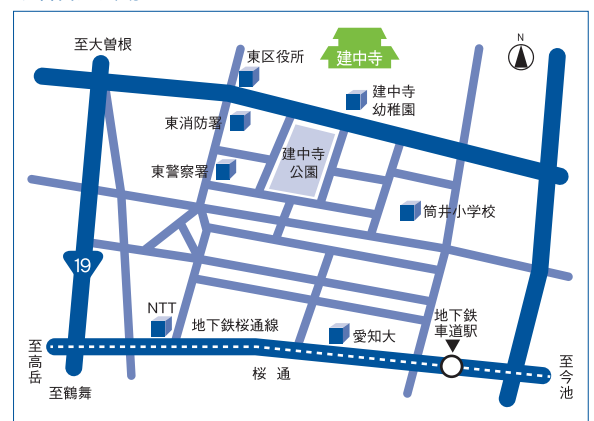 至大曽根
東区役所
建中寺
N
建中寺
幼稚園
東消防署
建中寺
公園
東警察署
筒井小学校
19
NTT
地下鉄桜通線
地下鉄
車道駅
愛知大
至高岳
桜通
至今池
至鶴舞